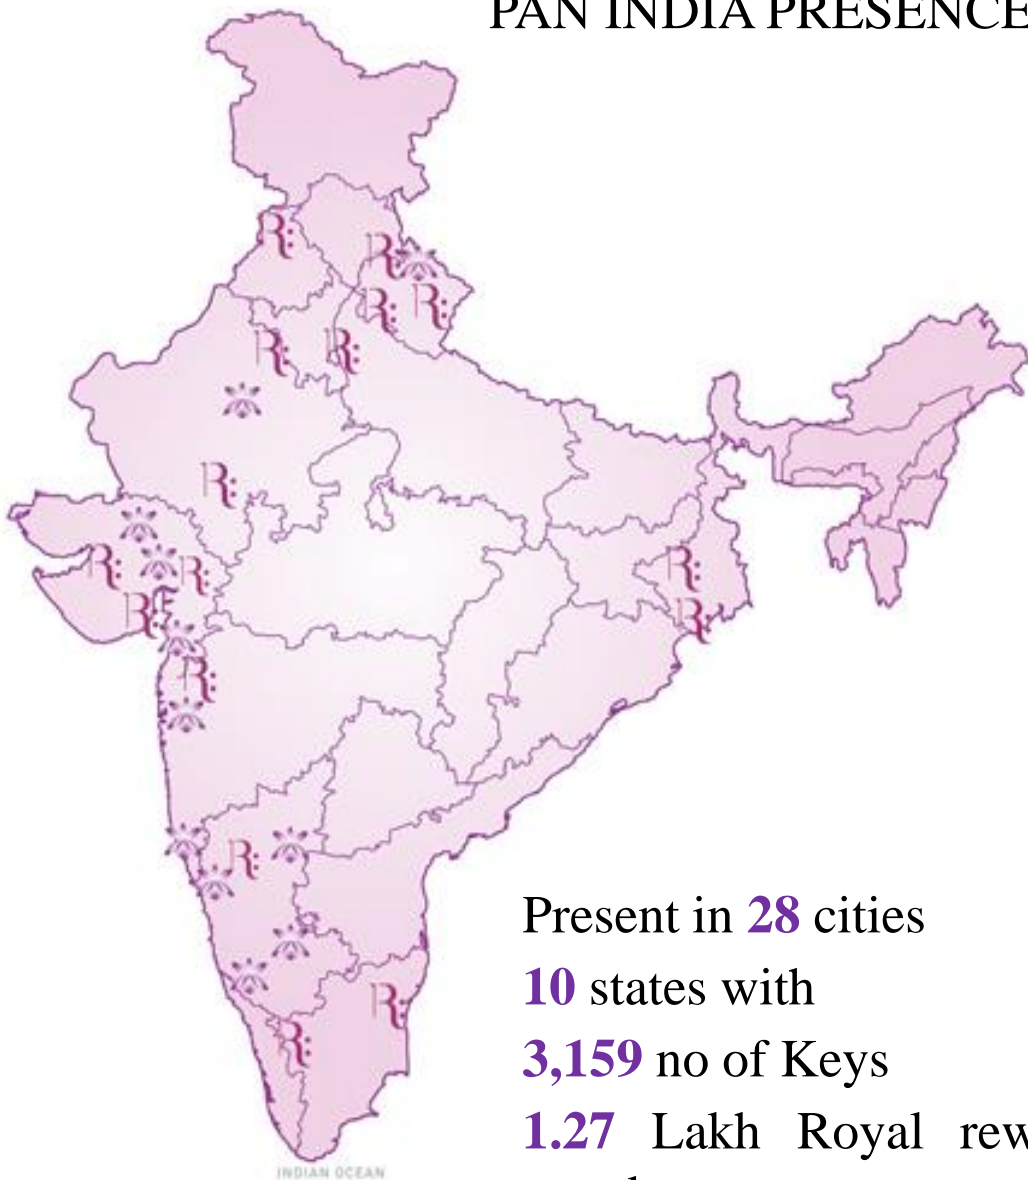 PAN INDIA PRESENCE
Present in 28 cities
10 states with
3,159 no of Keys
1.27 Lakh Royal rew
INDIAN OCEAN